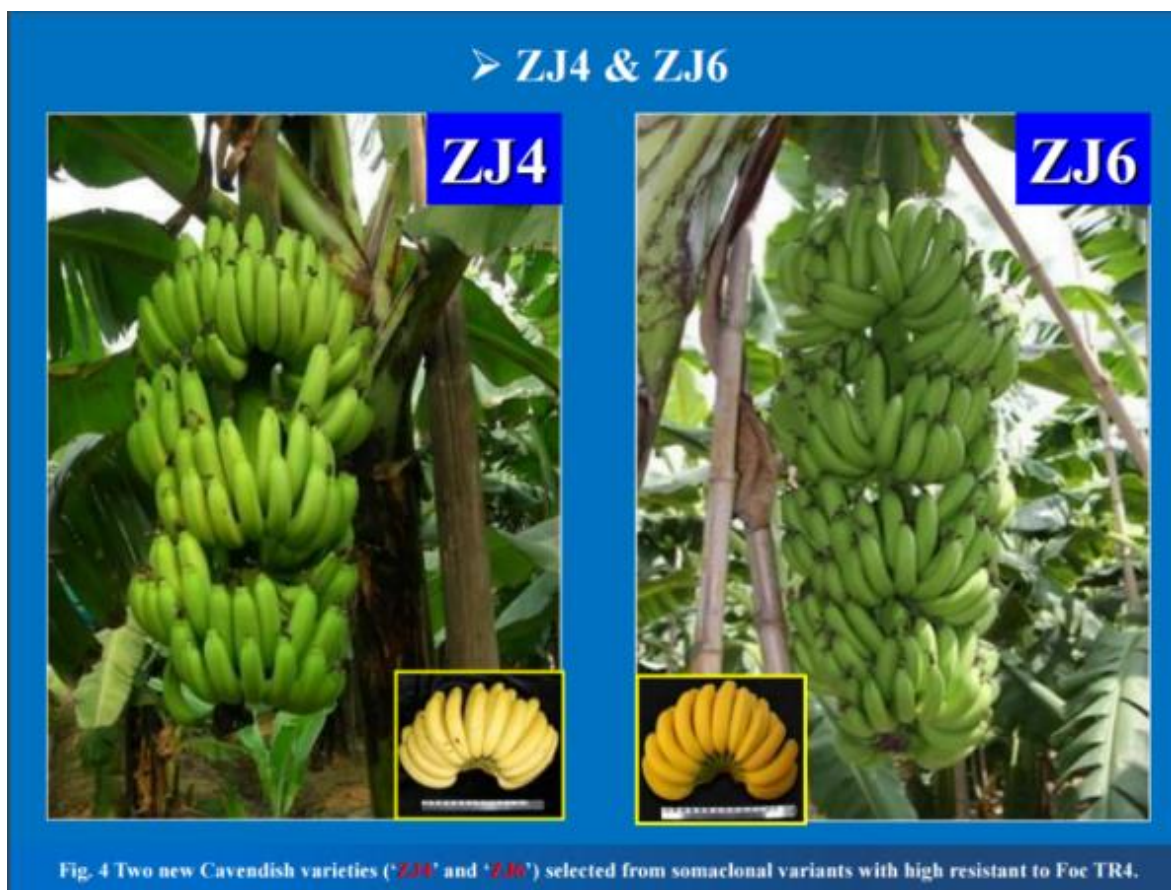 ➢ ZJ4 & ZJ6
ZJ4
ZJ6
Fig. 4 Two new Cavendish varieties (‘ZJ4’ and ‘ZJ6’) selected from somaclonal variants with high resistant to Foc TR4.